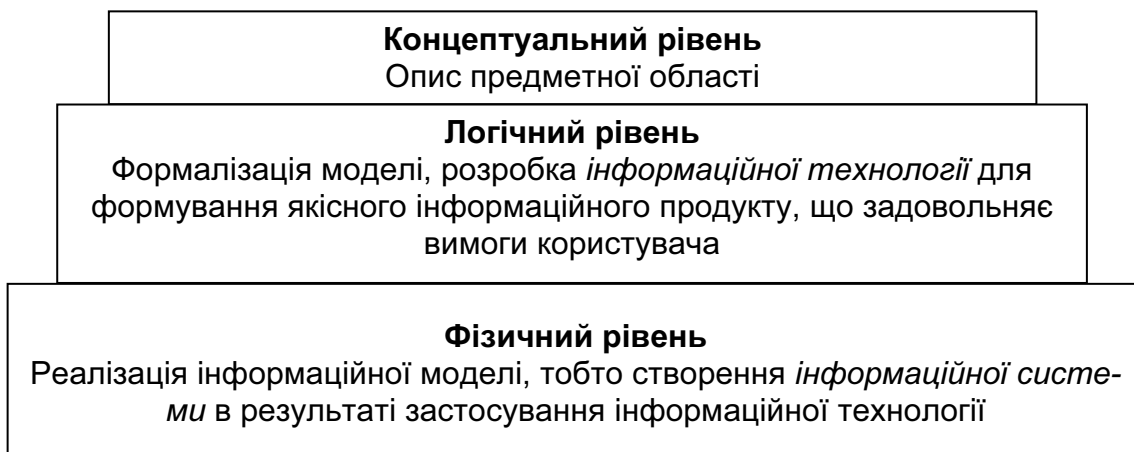 Концептуальний рівень
Опис предметної області
Логічний рівень
Формалізація моделі, розробка інформаційної технології для
формування якісного інформаційного продукту, що задовольняє
вимоги користувача
Фізичний рівень
Реалізація інформаційної моделі, тобто створення інформаційної систе-
ми в результаті застосування інформаційної технології